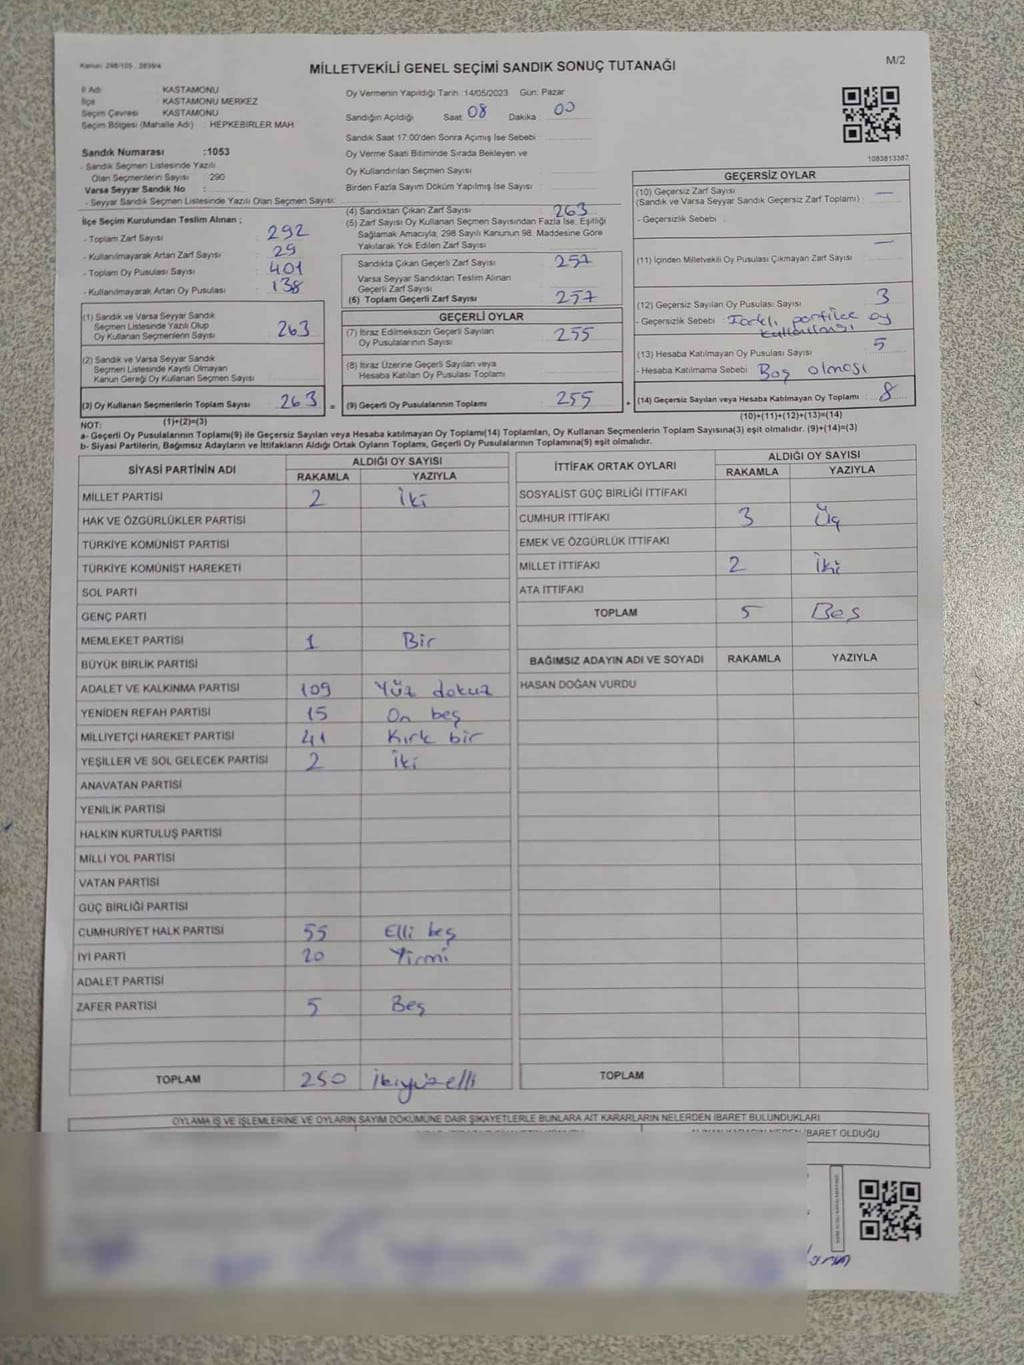 Kanun: 298/105 , 2839/4
M/2
MİLLETVEKİLİ GENEL SEÇİMİ SANDIK SONUÇ TUTANAĞI
İl Adı KASTAMONU
İlçe KASTAMONU MERKEZ
Seçim Çevresi KASTAMONU
Seçim Bölgesi (Mahalle Adı) : HEPKEBİRLER MAH
Oy Vermenin Yapıldığı Tarih :14/05/2023 Gün: Pazar
Sandığın Açıldığı Saat 08 Dakika 00
Sandık Saat 17:00'den Sonra Açımış İse Sebebi
Oy Verme Saati Bitiminde Sırada Bekleyen ve
Oy Kullandırılan Seçmen Sayısı
Birden Fazla Sayım Döküm Yapılmış İse Sayısı
1083813387
Sandık Numarası :1053
- Sandık Seçmen Listesinde Yazılı
Olan Seçmenlerin Sayısı : 290
Varsa Seyyar Sandık No :
- Seyyar Sandık Seçmen Listesinde Yazılı Olan Seçmen Sayısı:
İlçe Seçim Kurulundan Teslim Alınan ;
- Toplam Zarf Sayısı : 292
- Kullanılmayarak Artan Zarf Sayısı : 29
- Toplam Oy Pusulası Sayısı : 401
- Kullanılmayarak Artan Oy Pusulası : 138
(1) Sandık ve Varsa Seyyar Sandık
Seçmen Listesinde Yazılı Olup
Oy Kullanan Seçmenlerin Sayısı 263
(2) Sandık ve Varsa Seyyar Sandık
Seçmen Listesinde Kayıtlı Olmayan
Kanun Gereği Oy Kullanan Seçmen Sayısı
(3) Oy Kullanan Seçmenlerin Toplam Sayısı 263 =
(4) Sandıktan Çıkan Zarf Sayısı 263
(5) Zarf Sayısı Oy Kullanan Seçmen Sayısından Fazla İse, Eşitliği
Sağlamak Amacıyla, 298 Sayılı Kanunun 98. Maddesine Göre
Yakılarak Yok Edilen Zarf Sayısı
Sandıkta Çıkan Geçerli Zarf Sayısı 257
Varsa Seyyar Sandıktan Teslim Alınan
Geçerli Zarf Sayısı
(6) Toplam Geçerli Zarf Sayısı 257
GEÇERLİ OYLAR
(7) İtiraz Edilmeksizin Geçerli Sayılan
Oy Pusulasının Sayısı 255
(8) İtiraz Üzerine Geçerli Sayılan veya
Hesaba Katılan Oy Pusulası Toplamı
(9) Geçerli Oy Pusulalarının Toplamı 255 +
GEÇERSİZ OYLAR
(10) Geçersiz Zarf Sayısı
(Sandık ve Varsa Seyyar Sandık Geçersiz Zarf Toplamı) : —
- Geçersizlik Sebebi :
(11) İçinden Milletvekili Oy Pusulası Çıkmayan Zarf Sayısı —
(12) Geçersiz Sayılan Oy Pusulası Sayısı 3
- Geçersizlik Sebebi : Farklı partilere oy
kullanılması
(13) Hesaba Katılmayan Oy Pusulası Sayısı 5
- Hesaba Katılmama Sebebi : Boş olması
(14) Geçersiz Sayılan veya Hesaba Katılmayan Oy Toplamı 8
NOT: (1)+(2)=(3)
(10)+(11)+(12)+(13)=(14)
a- Geçerli Oy Pusulalarının Toplamı(9) ile Geçersiz Sayılan veya Hesaba katılmayan Oy Toplamı(14) Toplamları, Oy Kullanan Seçmenlerin Toplam Sayısına(3) eşit olmalıdır. (9)+(14)=(3)
b- Siyasi Partilerin, Bağımsız Adayların ve İttifakların Aldığı Ortak Oyların Toplamı, Geçerli Oy Pusulalarının Toplamına(9) eşit olmalıdır.
SİYASİ PARTİNİN ADI ALDIĞI OY SAYISI
RAKAMLA YAZIYLA
MİLLET PARTİSİ 2 İki
HAK VE ÖZGÜRLÜKLER PARTİSİ
TÜRKİYE KOMÜNİST PARTİSİ
TÜRKİYE KOMÜNİST HAREKETİ
SOL PARTİ
GENÇ PARTİ
MEMLEKET PARTİSİ 1 Bir
BÜYÜK BİRLİK PARTİSİ
ADALET VE KALKINMA PARTİSİ 109 Yüz dokuz
YENİDEN REFAH PARTİSİ 15 On beş
MİLLİYETÇİ HAREKET PARTİSİ 41 Kırk bir
YEŞİLLER VE SOL GELECEK PARTİSİ 2 İki
ANAVATAN PARTİSİ
YENİLİK PARTİSİ
HALKIN KURTULUŞ PARTİSİ
MİLLİ YOL PARTİSİ
VATAN PARTİSİ
GÜÇ BİRLİĞİ PARTİSİ
CUMHURİYET HALK PARTİSİ 55 Elli beş
İYİ PARTİ 20 Yirmi
ADALET PARTİSİ
ZAFER PARTİSİ 5 Beş
TOPLAM 250 ikiyüzelli
İTTİFAK ORTAK OYLARI ALDIĞI OY SAYISI
RAKAMLA YAZIYLA
SOSYALİST GÜÇ BİRLİĞİ İTTİFAKI
CUMHUR İTTİFAKI 3 Üç
EMEK VE ÖZGÜRLÜK İTTİFAKI
MİLLET İTTİFAKI 2 İki
ATA İTTİFAKI
TOPLAM 5 Beş
BAĞIMSIZ ADAYIN ADI VE SOYADI RAKAMLA YAZIYLA
HASAN DOĞAN VURDU
TOPLAM
OYLAMA İŞ VE İŞLEMLERİNE VE OYLARIN SAYIM DÖKÜMÜNE DAİR ŞİKAYETLERLE BUNLARA AİT KARARLARIN NELERDEN İBARET BULUNDUKLARI
ALINAN KARARIN NEDEN İBARET OLDUĞU